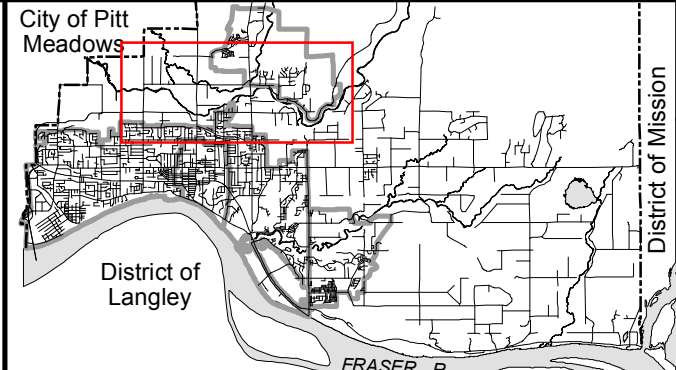 City of Pitt
Meadows
District of Mission
District of
Langley
FRASER R